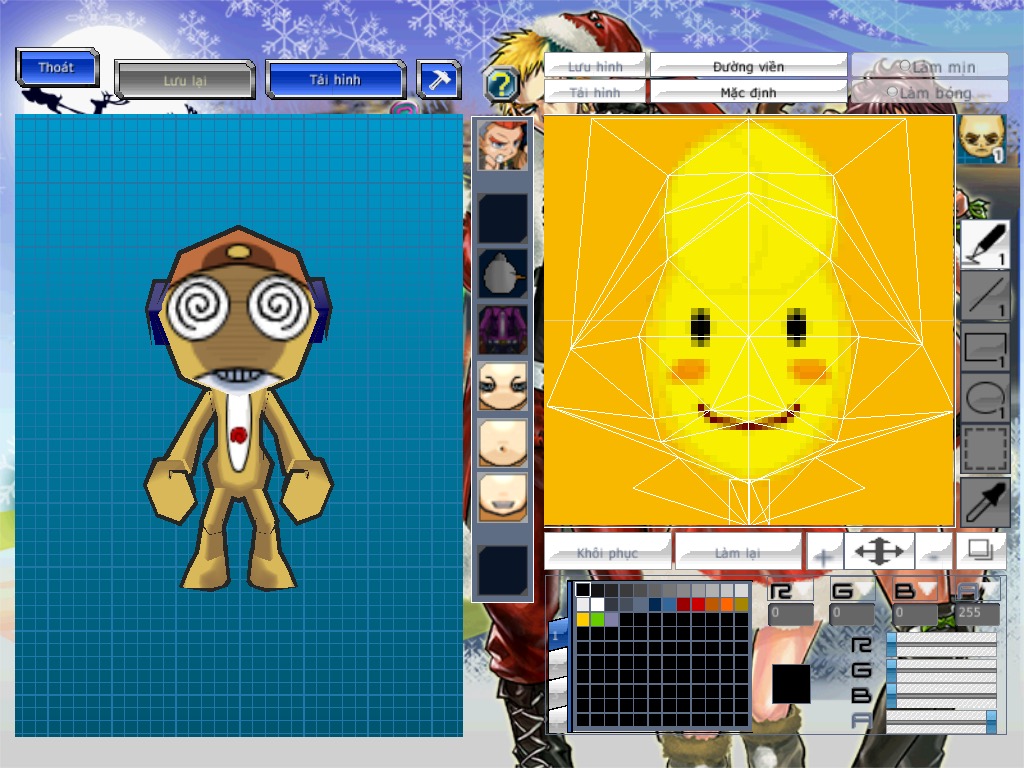 Thoát
Lưu lại
Tải hình
?
Lưu hình
Đường viền
Làm mịn
Tải hình
Mặc định
Làm bóng
1
1
1
1
1
Khôi phục
Làm lại
+
-
R G B A
0 0 0 255
1
R
G
B
A